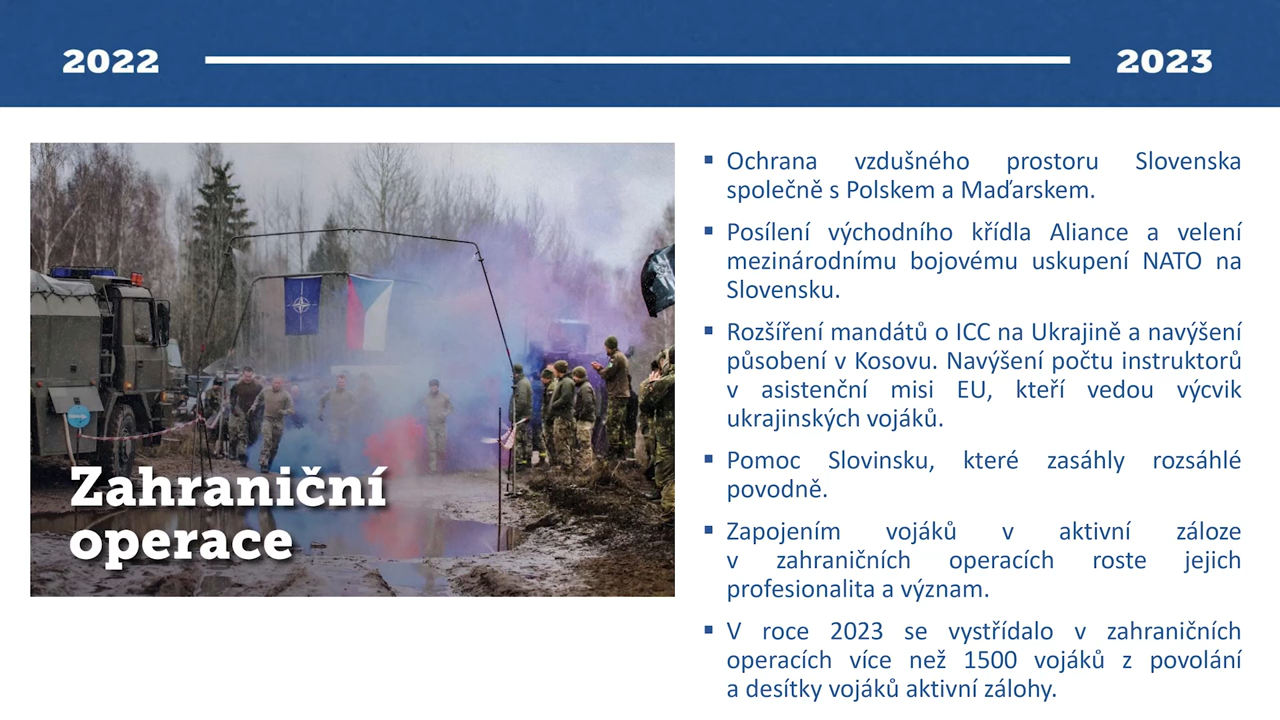 2022
2023
Zahraniční
operace
▪ Ochrana vzdušného prostoru Slovenska
společně s Polskem a Maďarskem.
▪ Posílení východního křídla Aliance a velení
mezinárodnímu bojovému uskupení NATO na
Slovensku.
▪ Rozšíření mandátů o ICC na Ukrajině a navýšení
působení v Kosovu. Navýšení počtu instruktorů
v asistenční misi EU, kteří vedou výcvik
ukrajinských vojáků.
▪ Pomoc Slovinsku, které zasáhly rozsáhlé
povodně.
▪ Zapojením vojáků v aktivní záloze
v zahraničních operacích roste jejich
profesionalita a význam.
▪ V roce 2023 se vystřídalo v zahraničních
operacích více než 1500 vojáků z povolání
a desítky vojáků aktivní zálohy.